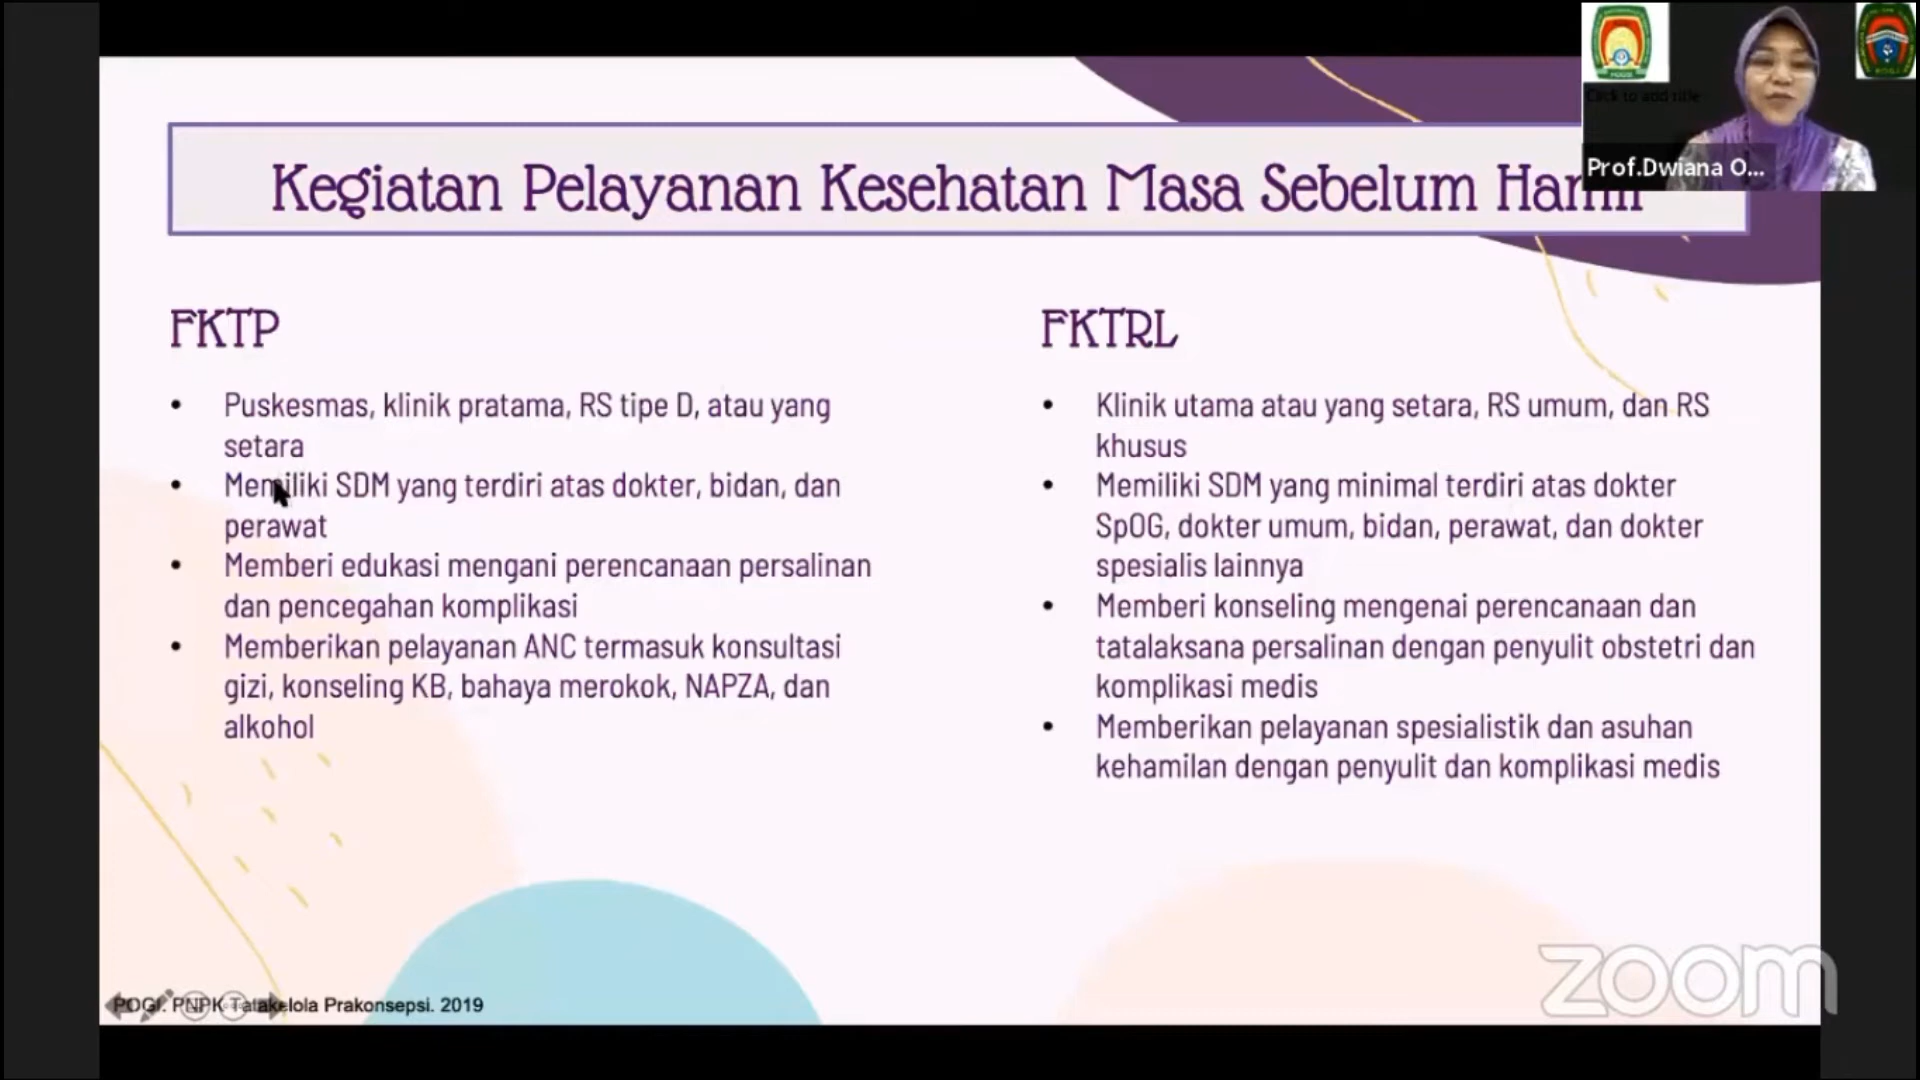 Click to add title
Prof.Dwiana O...
Kegiatan Pelayanan Kesehatan Masa Sebelum Hamil
FKTP
• Puskesmas, klinik pratama, RS tipe D, atau yang
setara
• Memiliki SDM yang terdiri atas dokter, bidan, dan
perawat
• Memberi edukasi mengani perencanaan persalinan
dan pencegahan komplikasi
• Memberikan pelayanan ANC termasuk konsultasi
gizi, konseling KB, bahaya merokok, NAPZA, dan
alkohol
FKTRL
• Klinik utama atau yang setara, RS umum, dan RS
khusus
• Memiliki SDM yang minimal terdiri atas dokter
SpOG, dokter umum, bidan, perawat, dan dokter
spesialis lainnya
• Memberi konseling mengenai perencanaan dan
tatalaksana persalinan dengan penyulit obstetri dan
komplikasi medis
• Memberikan pelayanan spesialistik dan asuhan
kehamilan dengan penyulit dan komplikasi medis
POGI. PNPK Tatakelola Prakonsepsi. 2019
zoom